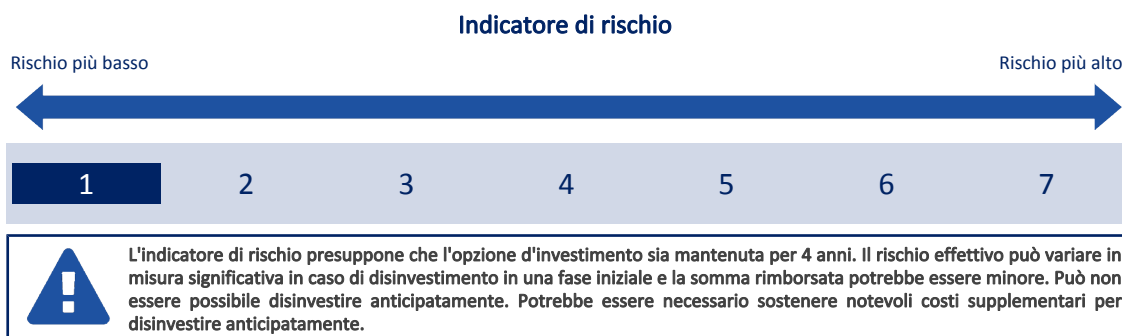 Indicatore di rischio
Rischio più basso Rischio più alto
1 2 3 4 5 6 7
L'indicatore di rischio presuppone che l'opzione d'investimento sia mantenuta per 4 anni. Il rischio effettivo può variare in
misura significativa in caso di disinvestimento in una fase iniziale e la somma rimborsata potrebbe essere minore. Può non
essere possibile disinvestire anticipatamente. Potrebbe essere necessario sostenere notevoli costi supplementari per
disinvestire anticipatamente.